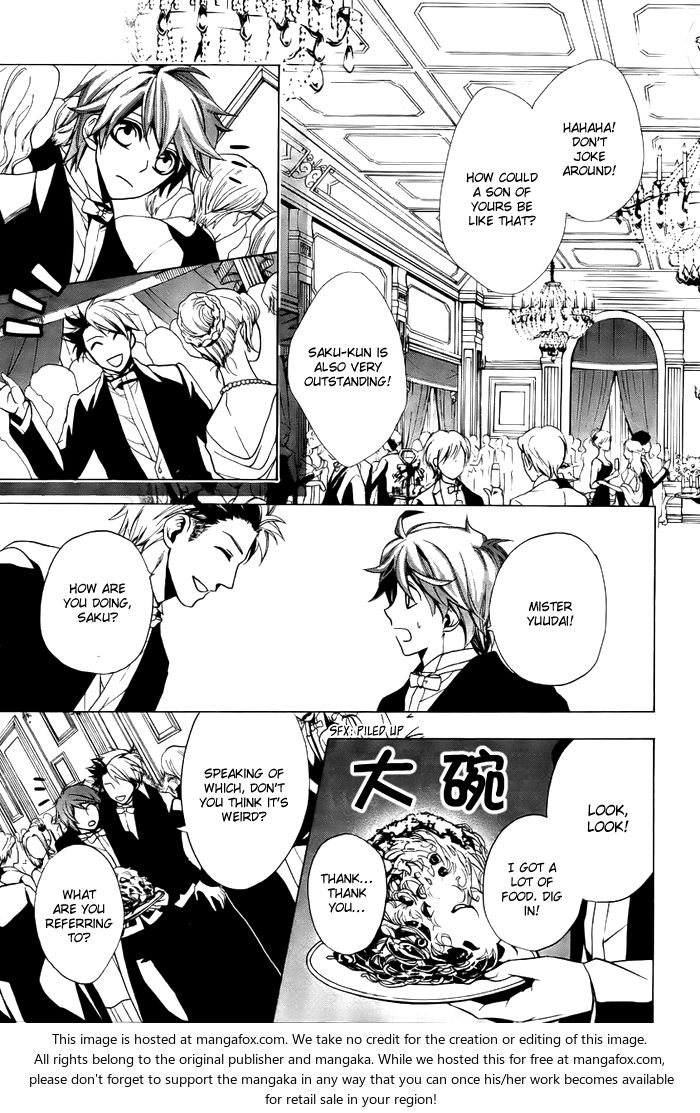 HAHAHA!
DON'T
JOKE
AROUND!
HOW COULD
A SON OF
YOURS BE
LIKE THAT?
SAKU-KUN IS
ALSO VERY
OUTSTANDING!
MISTER
YUUDAI!
HOW ARE
YOU DOING,
SAKU?
SFX: PILED UP
大碗
LOOK,
LOOK!
I GOT A
LOT OF
FOOD. DIG
IN!
THANK...
THANK
YOU...
SPEAKING OF
WHICH, DON'T
YOU THINK IT'S
WEIRD?
WHAT
ARE YOU
REFERRING
TO?
This image is hosted at mangafox.com. We take no credit for the creation or editing of this image.
All rights belong to the original publisher and mangaka. While we hosted this for free at mangafox.com,
please don't forget to support the mangaka in any way that you can once his/her work becomes available
for retail sale in your region!